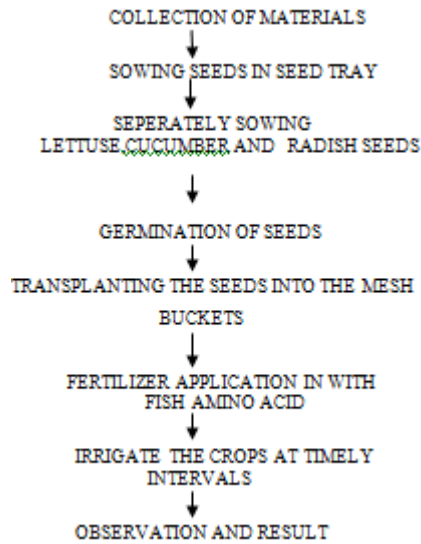 COLLECTION OF MATERIALS
SOWING SEEDS IN SEED TRAY
SEPERATELY SOWING
LETTUSE,CUCUMBER AND RADISH SEEDS
GERMINATION OF SEEDS
TRANSPLANTING THE SEEDS INTO THE MESH
BUCKETS
FERTILIZER APPLICATION IN WITH
FISH AMINO ACID
IRRIGATE THE CROPS AT TIMELY
INTERVALS
OBSERVATION AND RESULT